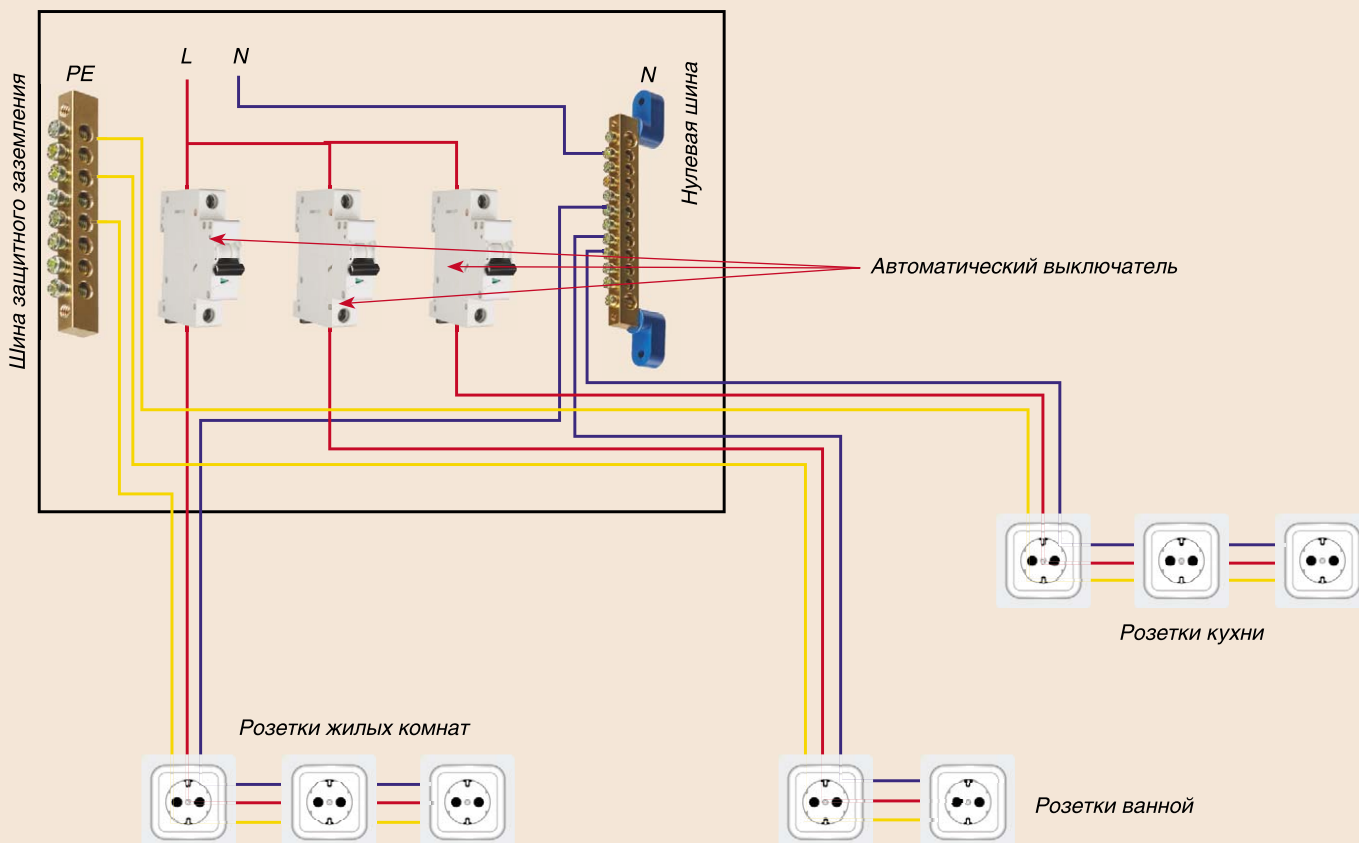 PE
L
N
N
Шина защитного заземления
Нулевая шина
Автоматический выключатель
Розетки кухни
Розетки жилых комнат
Розетки ванной